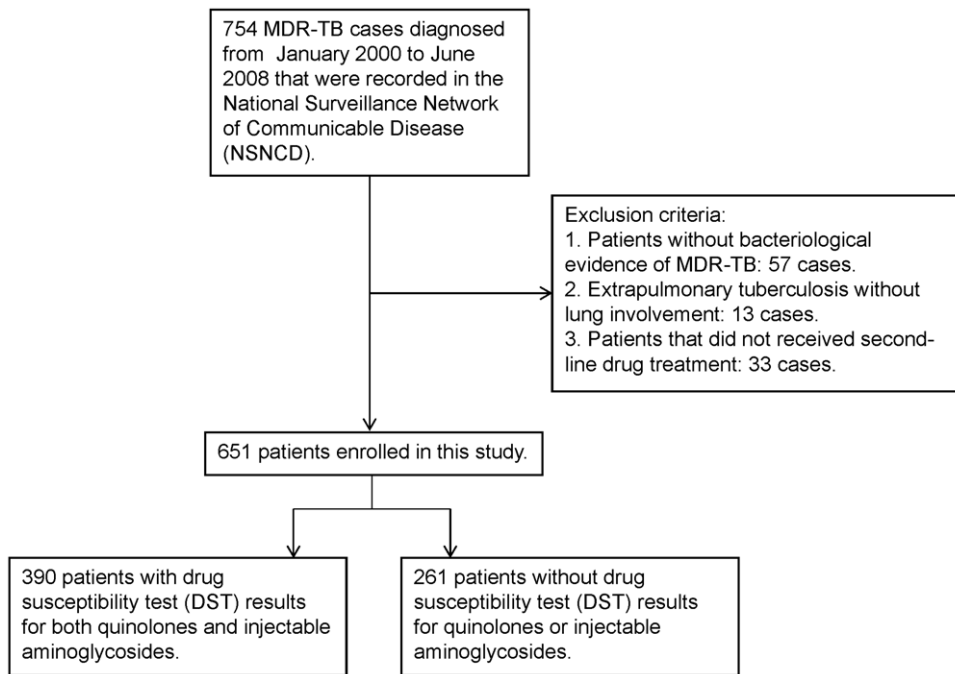 754 MDR-TB cases diagnosed
from January 2000 to June
2008 that were recorded in the
National Surveillance Network
of Communicable Disease
(NSNCD).
Exclusion criteria:
1. Patients without bacteriological
evidence of MDR-TB: 57 cases.
2. Extrapulmonary tuberculosis without
lung involvement: 13 cases.
3. Patients that did not received second-
line drug treatment: 33 cases.
651 patients enrolled in this study.
390 patients with drug
susceptibility test (DST) results
for both quinolones and injectable
aminoglycosides.
261 patients without drug
susceptibility test (DST) results
for quinolones or injectable
aminoglycosides.